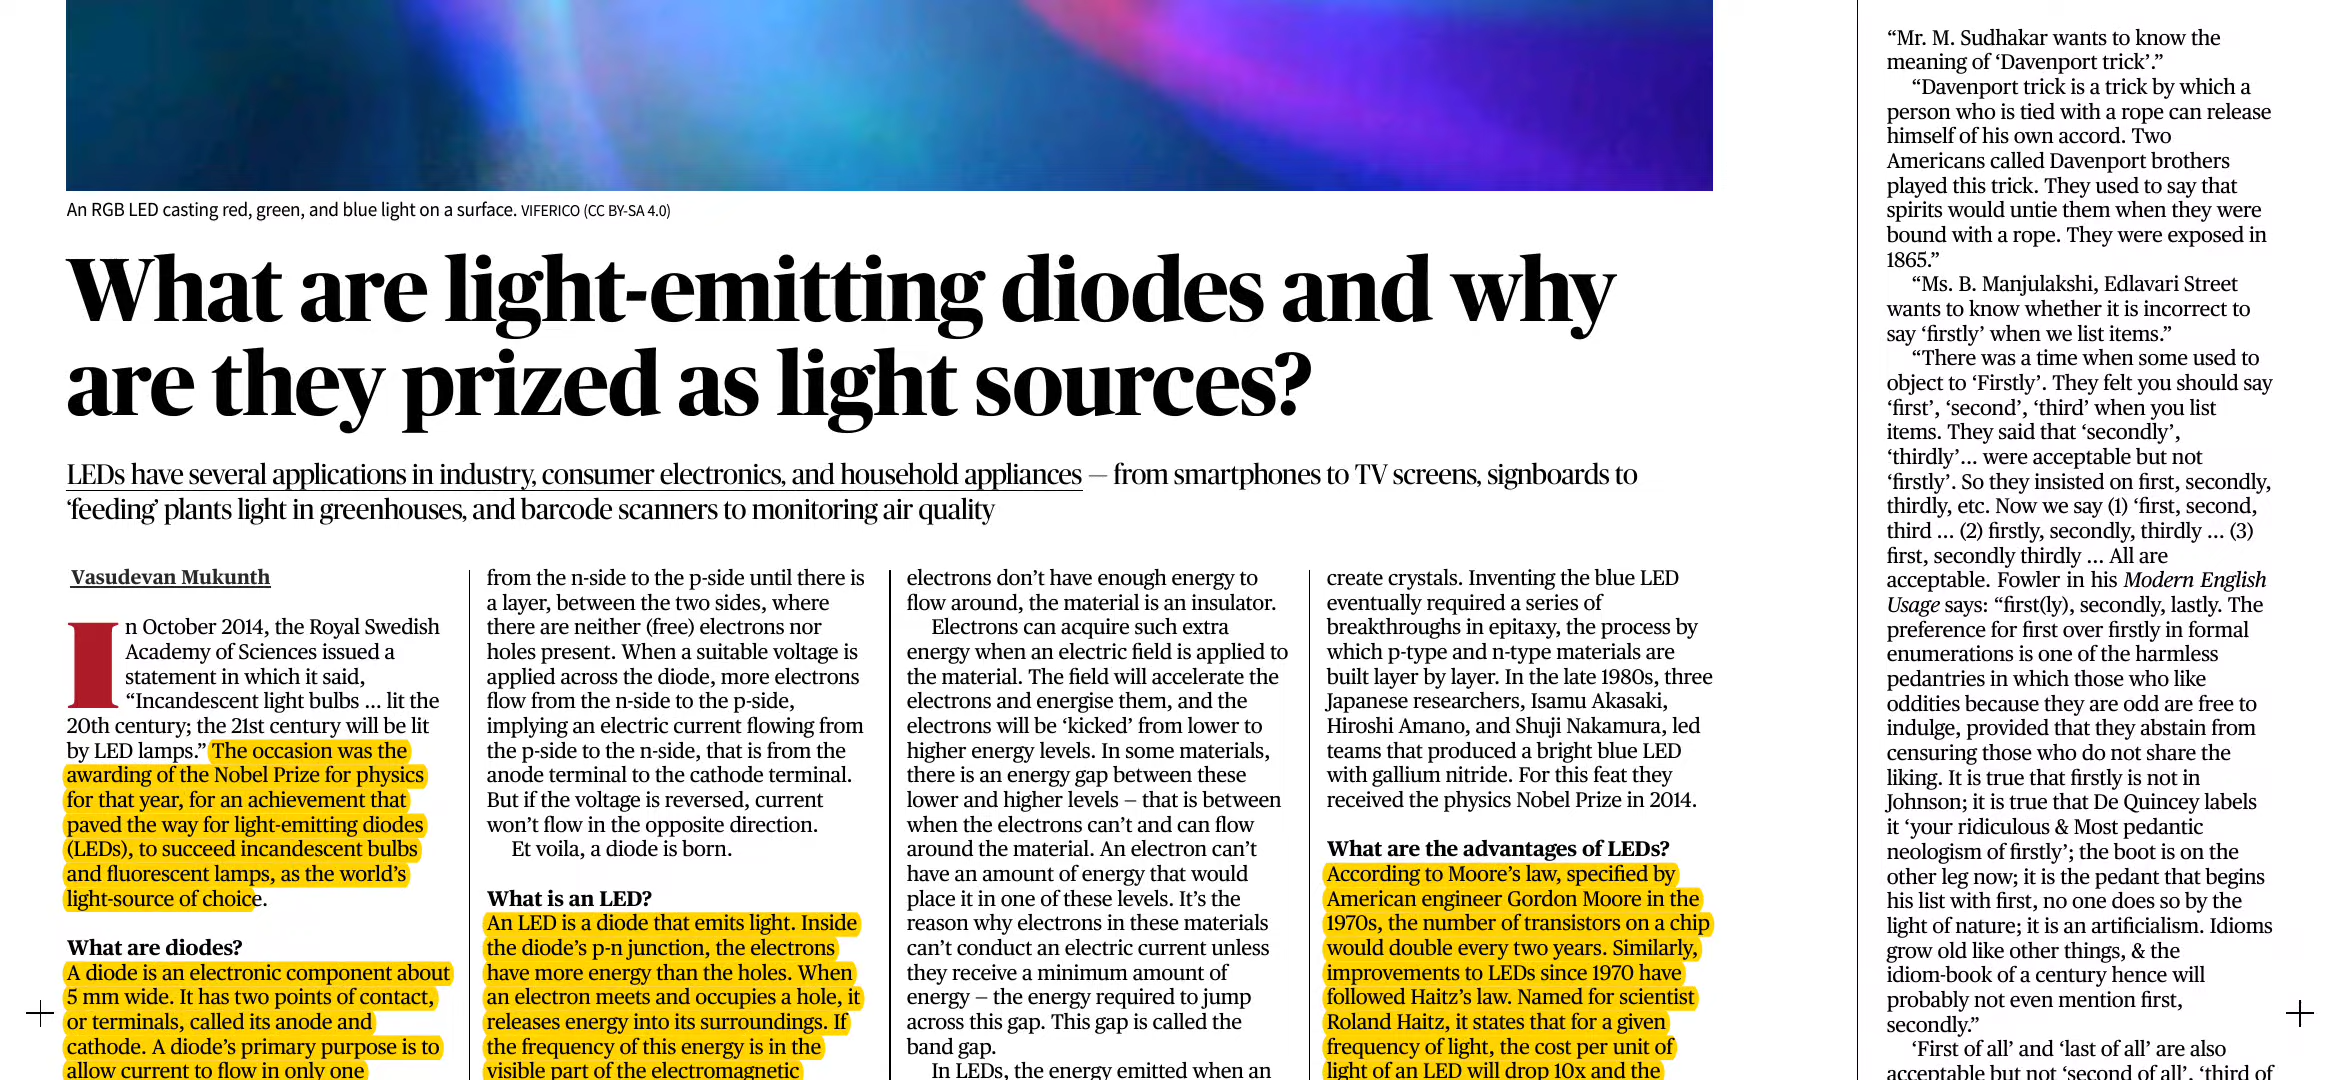 An RGB LED casting red, green, and blue light on a surface. VIFERICO (CC BY-SA 4.0)
What are light-emitting diodes and why
are they prized as light sources?
LEDs have several applications in industry, consumer electronics, and household appliances — from smartphones to TV screens, signboards to
‘feeding’ plants light in greenhouses, and barcode scanners to monitoring air quality
Vasudevan Mukunth
In October 2014, the Royal Swedish
Academy of Sciences issued a
statement in which it said,
“Incandescent light bulbs ... lit the
20th century; the 21st century will be lit
by LED lamps.” The occasion was the
awarding of the Nobel Prize for physics
for that year, for an achievement that
paved the way for light-emitting diodes
(LEDs), to succeed incandescent bulbs
and fluorescent lamps, as the world’s
light-source of choice.
What are diodes?
A diode is an electronic component about
5 mm wide. It has two points of contact,
or terminals, called its anode and
cathode. A diode’s primary purpose is to
allow current to flow in only one
from the n-side to the p-side until there is
a layer, between the two sides, where
there are neither (free) electrons nor
holes present. When a suitable voltage is
applied across the diode, more electrons
flow from the n-side to the p-side,
implying an electric current flowing from
the p-side to the n-side, that is from the
anode terminal to the cathode terminal.
But if the voltage is reversed, current
won’t flow in the opposite direction.
Et voila, a diode is born.
What is an LED?
An LED is a diode that emits light. Inside
the diode’s p-n junction, the electrons
have more energy than the holes. When
an electron meets and occupies a hole, it
releases energy into its surroundings. If
the frequency of this energy is in the
visible part of the electromagnetic
electrons don’t have enough energy to
flow around, the material is an insulator.
Electrons can acquire such extra
energy when an electric field is applied to
the material. The field will accelerate the
electrons and energise them, and the
electrons will be ‘kicked’ from lower to
higher energy levels. In some materials,
there is an energy gap between these
lower and higher levels – that is between
when the electrons can’t and can flow
around the material. An electron can’t
have an amount of energy that would
place it in one of these levels. It’s the
reason why electrons in these materials
can’t conduct an electric current unless
they receive a minimum amount of
energy – the energy required to jump
across this gap. This gap is called the
band gap.
In LEDs, the energy emitted when an
create crystals. Inventing the blue LED
eventually required a series of
breakthroughs in epitaxy, the process by
which p-type and n-type materials are
built layer by layer. In the late 1980s, three
Japanese researchers, Isamu Akasaki,
Hiroshi Amano, and Shuji Nakamura, led
teams that produced a bright blue LED
with gallium nitride. For this feat they
received the physics Nobel Prize in 2014.
What are the advantages of LEDs?
According to Moore’s law, specified by
American engineer Gordon Moore in the
1970s, the number of transistors on a chip
would double every two years. Similarly,
improvements to LEDs since 1970 have
followed Haitz’s law. Named for scientist
Roland Haitz, it states that for a given
frequency of light, the cost per unit of
light of an LED will drop 10x and the
“Mr. M. Sudhakar wants to know the
meaning of ‘Davenport trick’.”
“Davenport trick is a trick by which a
person who is tied with a rope can release
himself of his own accord. Two
Americans called Davenport brothers
played this trick. They used to say that
spirits would untie them when they were
bound with a rope. They were exposed in
1865.”
“Ms. B. Manjulakshi, Edlavari Street
wants to know whether it is incorrect to
say ‘firstly’ when we list items.”
“There was a time when some used to
object to ‘Firstly’. They felt you should say
‘first’, ‘second’, ‘third’ when you list
items. They said that ‘secondly’,
‘thirdly’... were acceptable but not
‘firstly’. So they insisted on first, secondly,
thirdly, etc. Now we say (1) ‘first, second,
third ... (2) firstly, secondly, thirdly ... (3)
first, secondly thirdly ... All are
acceptable. Fowler in his Modern English
Usage says: “first(ly), secondly, lastly. The
preference for first over firstly in formal
enumerations is one of the harmless
pedantries in which those who like
oddities because they are odd are free to
indulge, provided that they abstain from
censuring those who do not share the
liking. It is true that firstly is not in
Johnson; it is true that De Quincey labels
it ‘your ridiculous & Most pedantic
neologism of firstly’; the boot is on the
other leg now; it is the pedant that begins
his list with first, no one does so by the
light of nature; it is an artificialism. Idioms
grow old like other things, & the
idiom-book of a century hence will
probably not even mention first,
secondly.”
‘First of all’ and ‘last of all’ are also
acceptable but not ‘second of all’, ‘third of